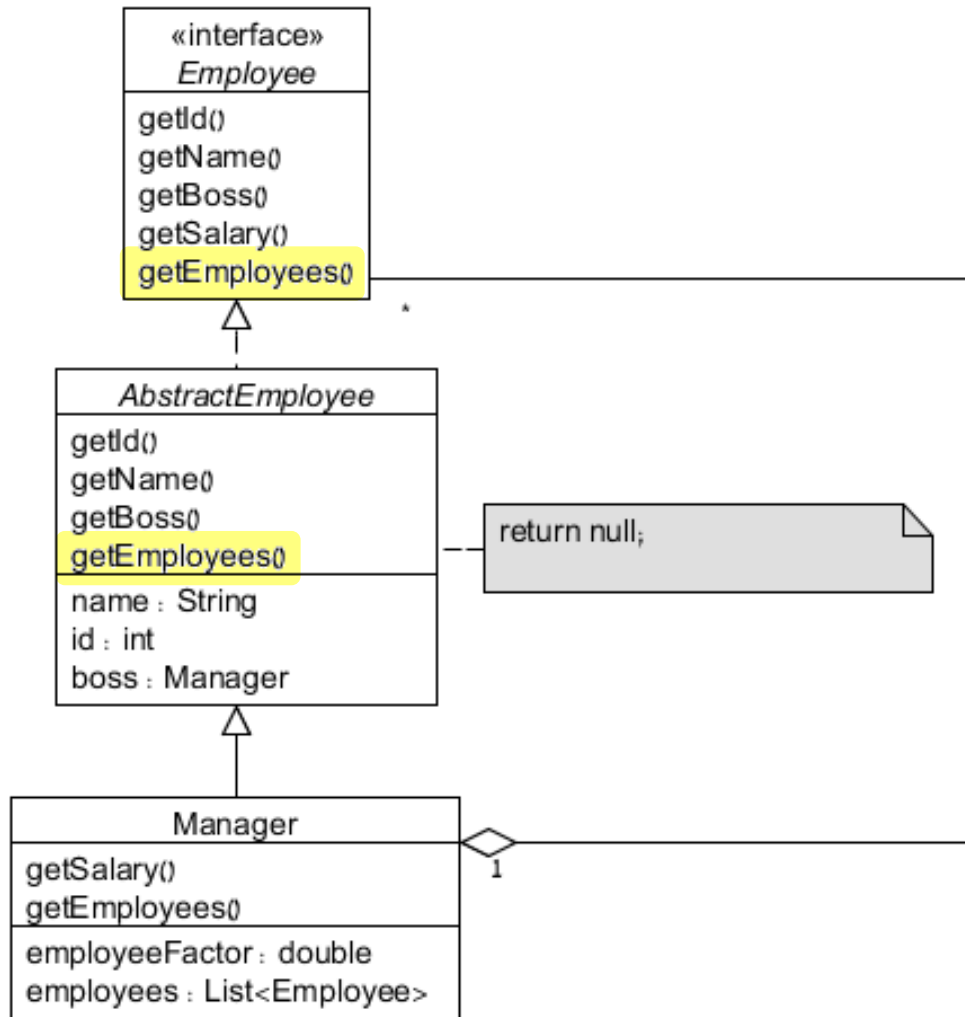 «interface»
Employee
getId()
getName()
getBoss()
getSalary()
getEmployees()
*
AbstractEmployee
getId()
getName()
getBoss()
getEmployees()
return null;
name : String
id : int
boss : Manager
Manager
1
getSalary()
getEmployees()
employeeFactor : double
employees : List<Employee>